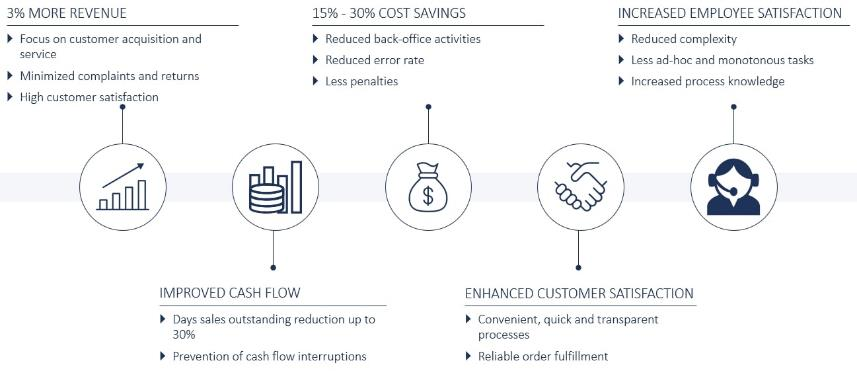 3% MORE REVENUE
Focus on customer acquisition and
service
Minimized complaints and returns
High customer satisfaction
15% - 30% COST SAVINGS
Reduced back-office activities
Reduced error rate
Less penalties
INCREASED EMPLOYEE SATISFACTION
Reduced complexity
Less ad-hoc and monotonous tasks
Increased process knowledge
$
IMPROVED CASH FLOW
Days sales outstanding reduction up to
30%
Prevention of cash flow interruptions
ENHANCED CUSTOMER SATISFACTION
Convenient, quick and transparent
processes
Reliable order fulfillment